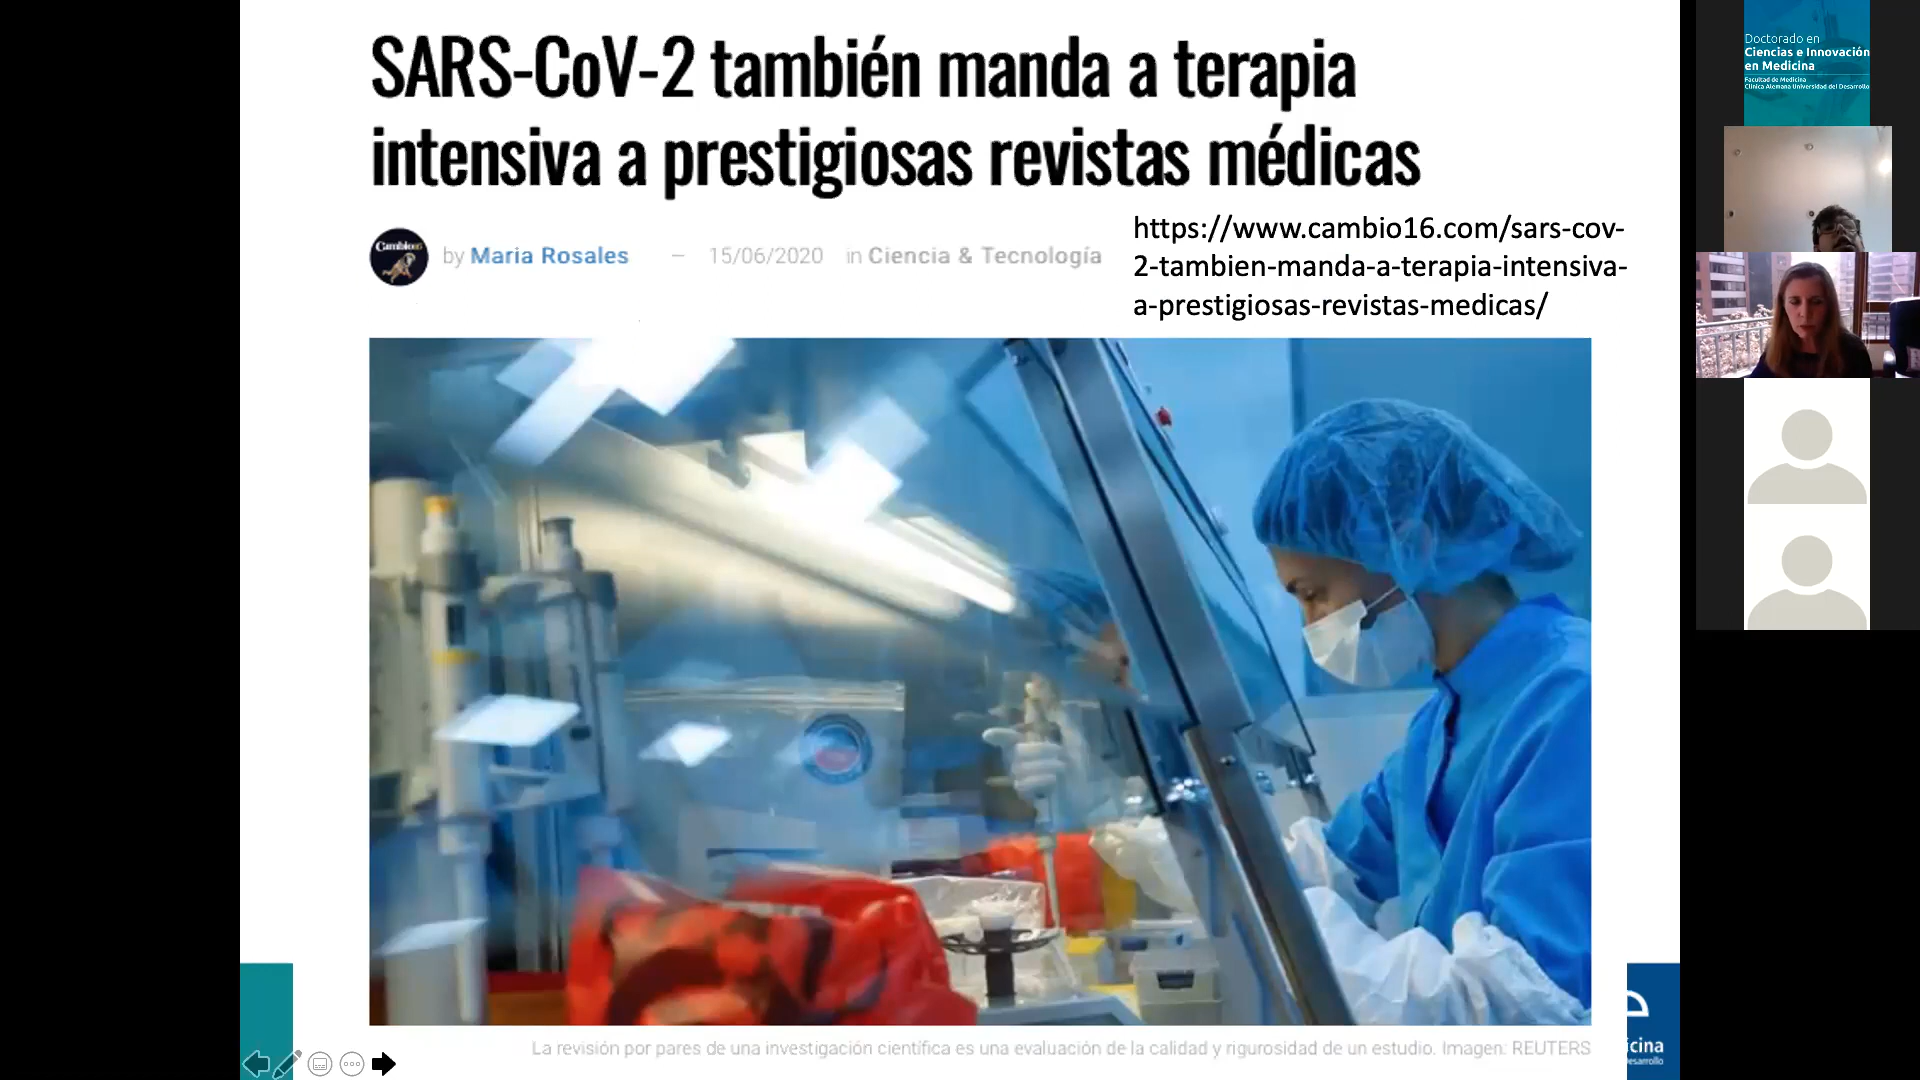 SARS-CoV-2 también manda a terapia
intensiva a prestigiosas revistas médicas
by Maria Rosales — 15/06/2020 in Ciencia & Tecnología
https://www.cambio16.com/sars-cov-
2-tambien-manda-a-terapia-intensiva-
a-prestigiosas-revistas-medicas/
La revisión por pares de una investigación científica es una evaluación de la calidad y rigurosidad de un estudio. Imagen: REUTERS
Doctorado en
Ciencias e Innovación
en Medicina
Facultad de Medicina
Clínica Alemana Universidad del Desarrollo
icina
esarrollo